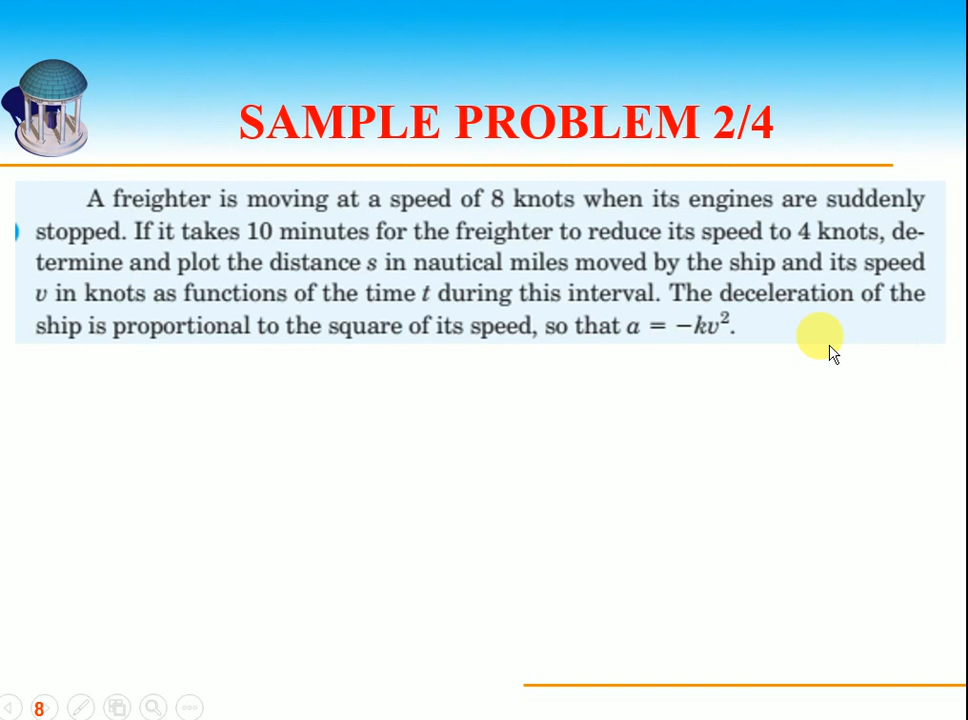 SAMPLE PROBLEM 2/4
A freighter is moving at a speed of 8 knots when its engines are suddenly
stopped. If it takes 10 minutes for the freighter to reduce its speed to 4 knots, de-
termine and plot the distance s in nautical miles moved by the ship and its speed
v in knots as functions of the time t during this interval. The deceleration of the
ship is proportional to the square of its speed, so that a = −kv².
8